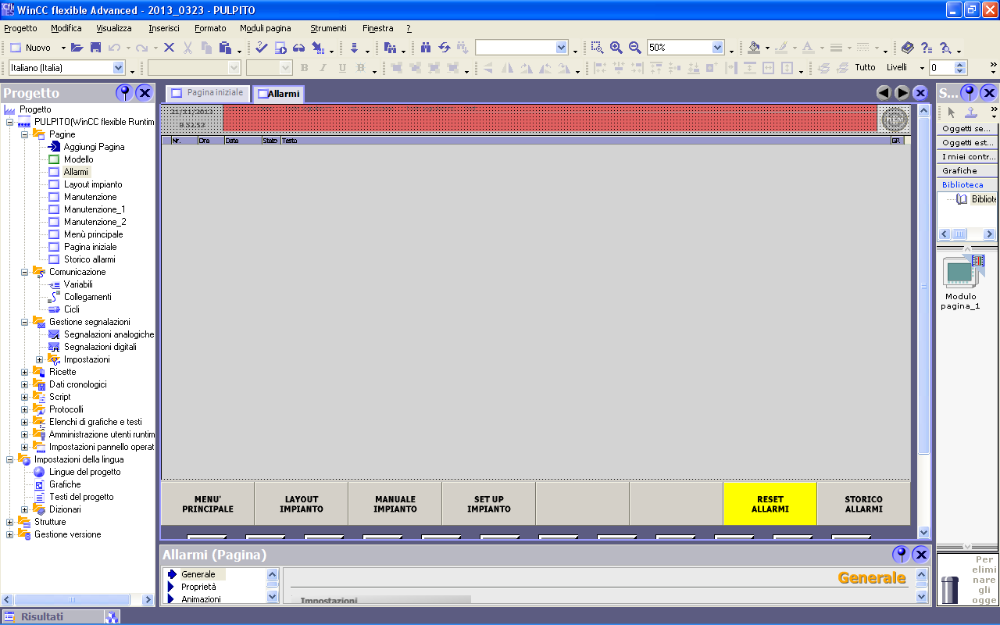 WinCC flexible Advanced - 2013_0323 - PULPITO
Progetto Modifica Visualizza Inserisci Formato Moduli pagina Strumenti Finestra ?
Nuovo 50%
Italiano (Italia) B I U B Tutto Livelli 0
Progetto
Progetto
PULPITO(WinCC flexible Runtim
Pagine
Aggiungi Pagina
Modello
Allarmi
Layout impianto
Manutenzione
Manutenzione_1
Manutenzione_2
Menù principale
Pagina iniziale
Storico allarmi
Comunicazione
Variabili
Collegamenti
Cicli
Gestione segnalazioni
Segnalazioni analogiche
Segnalazioni digitali
Impostazioni
Ricette
Dati cronologici
Script
Protocolli
Elenchi di grafiche e testi
Amministrazione utenti runtim
Impostazioni pannello operat
Impostazioni della lingua
Lingue del progetto
Grafiche
Testi del progetto
Dizionari
Strutture
Gestione versione
Risultati
Pagina iniziale Allarmi
21/11/2013
9.52.52
Nr. Ora Data Stato Testo GR
MENU'
PRINCIPALE
LAYOUT
IMPIANTO
MANUALE
IMPIANTO
SET UP
IMPIANTO
RESET
ALLARMI
STORICO
ALLARMI
Allarmi (Pagina)
Generale
Proprietà
Animazioni
Generale
Impostazioni
S...
Oggetti se...
Oggetti est...
I miei contr...
Grafiche
Biblioteca
Bibliote
Modulo
pagina_1
Per
elimi
nare
gli
ogge